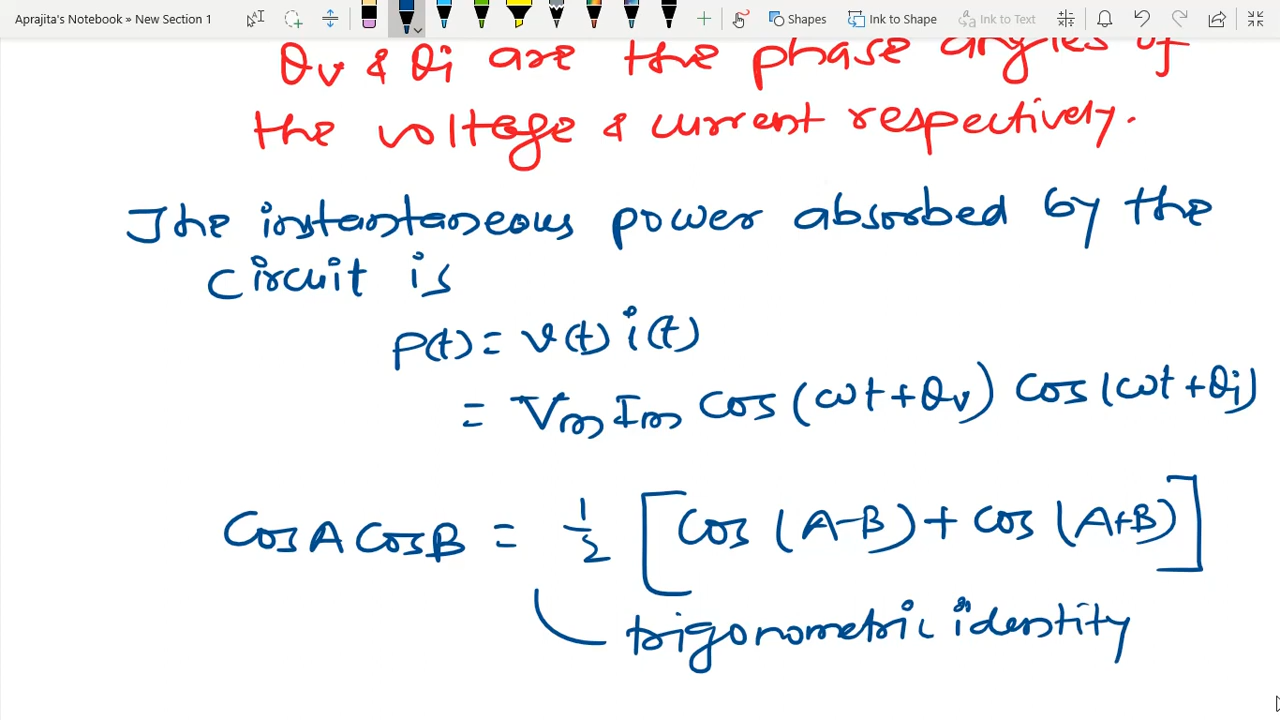 Aprajita's Notebook » New Section 1
Shapes
Ink to Shape
Ink to Text
θv & θi are the phase angles of
the voltage & current respectively.
The instantaneous power absorbed by the
circuit is
P(t) = v(t) i(t)
= Vm Im Cos(ωt+θv) Cos(ωt+θi)
CosA CosB = 1/2 [Cos(A-B) + Cos(A+B)]
trigonometric identity